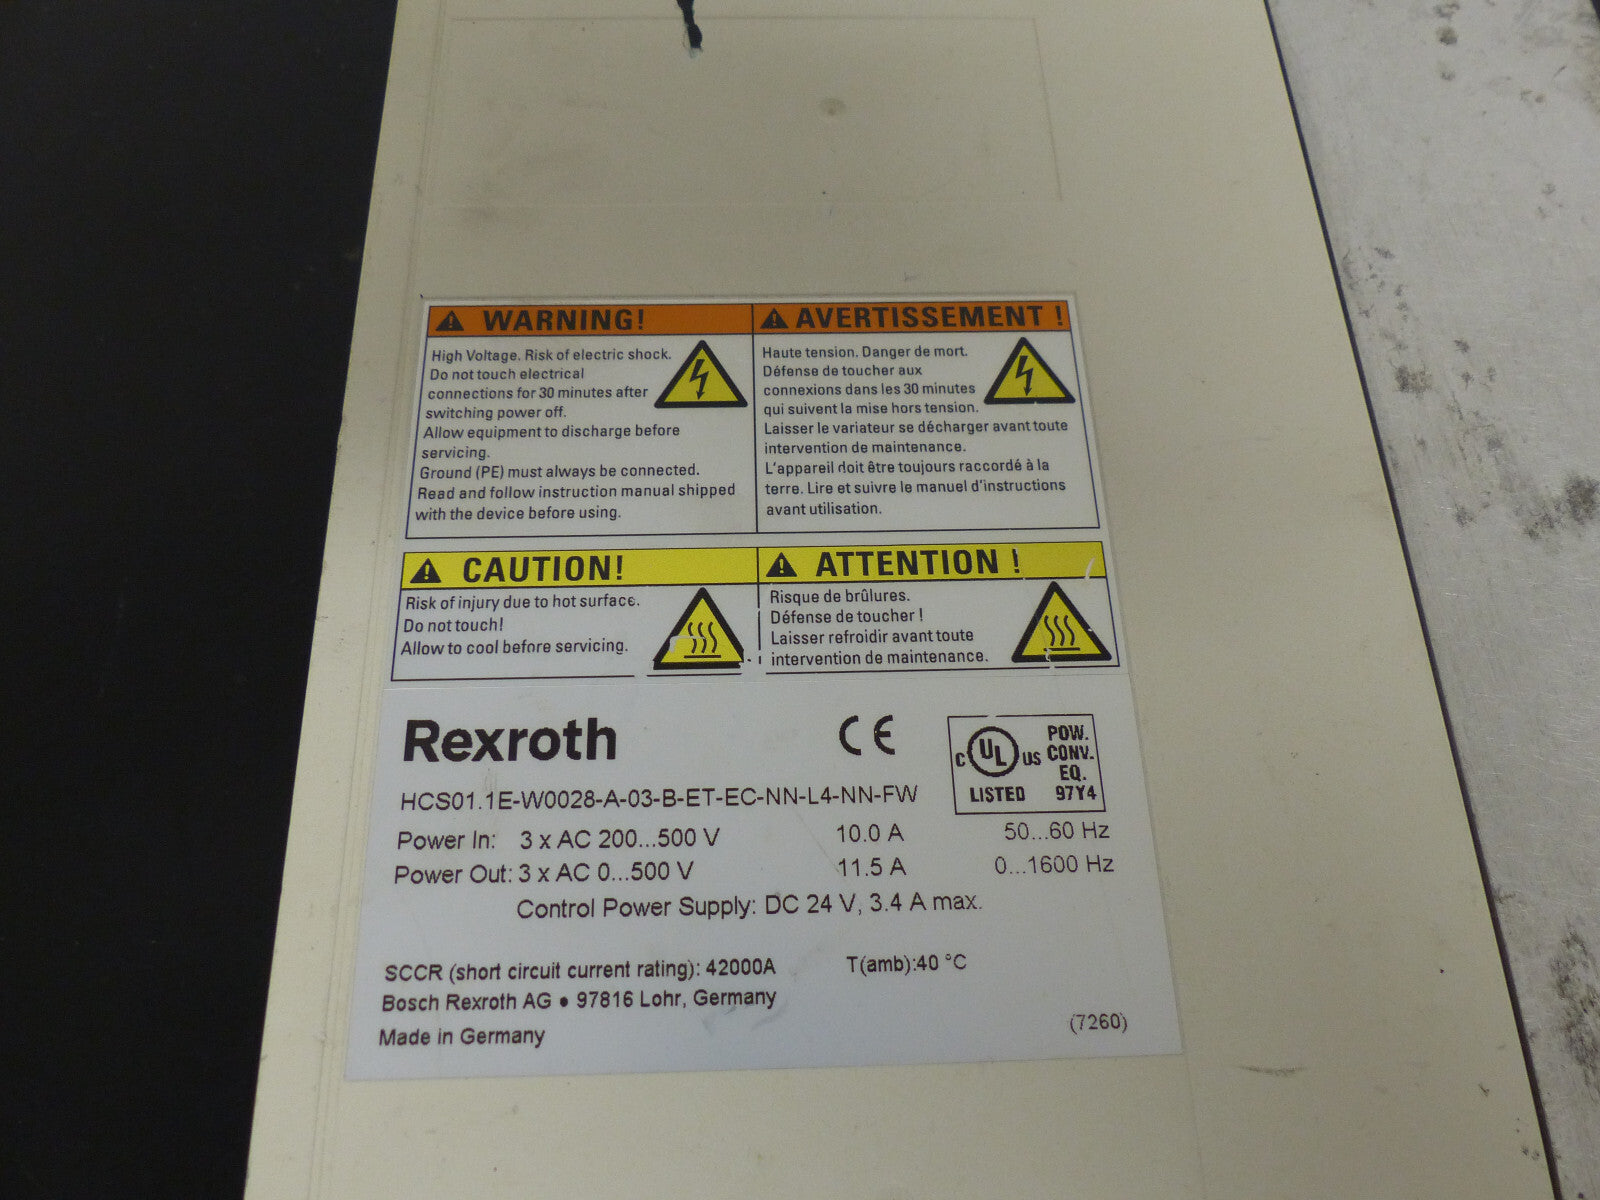 WARNING!
High Voltage. Risk of electric shock.
Do not touch electrical
connections for 30 minutes after
switching power off.
Allow equipment to discharge before
servicing.
Ground (PE) must always be connected.
Read and follow instruction manual shipped
with the device before using.
AVERTISSEMENT !
Haute tension. Danger de mort.
Défense de toucher aux
connexions dans les 30 minutes
qui suivent la mise hors tension.
Laisser le variateur se décharger avant toute
intervention de maintenance.
L'appareil doit être toujours raccordé à la
terre. Lire et suivre le manuel d'instructions
avant utilisation.
CAUTION!
Risk of injury due to hot surface.
Do not touch!
Allow to cool before servicing.
ATTENTION !
Risque de brûlures.
Défense de toucher !
Laisser refroidir avant toute
intervention de maintenance.
Rexroth
CE
C UL US
POW.
CONV.
EQ.
LISTED 97Y4
HCS01.1E-W0028-A-03-B-ET-EC-NN-L4-NN-FW
Power In: 3 x AC 200...500 V 10.0 A 50...60 Hz
Power Out: 3 x AC 0...500 V 11.5 A 0...1600 Hz
Control Power Supply: DC 24 V, 3.4 A max.
SCCR (short circuit current rating): 42000A T(amb):40 °C
Bosch Rexroth AG • 97816 Lohr, Germany
Made in Germany (7260)